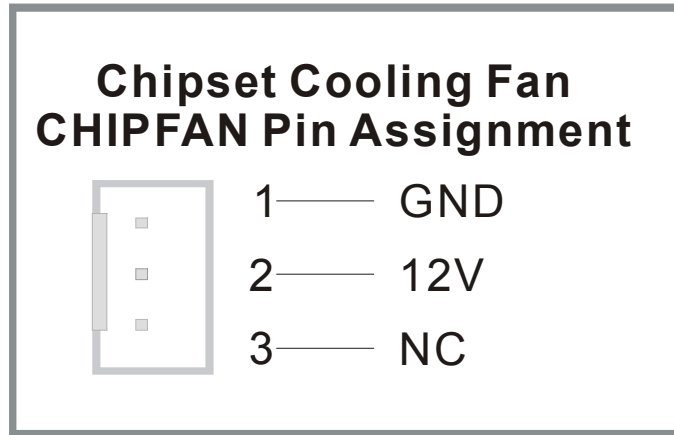 Chipset Cooling Fan
CHIPFAN Pin Assignment
1 GND
2 12V
3 NC